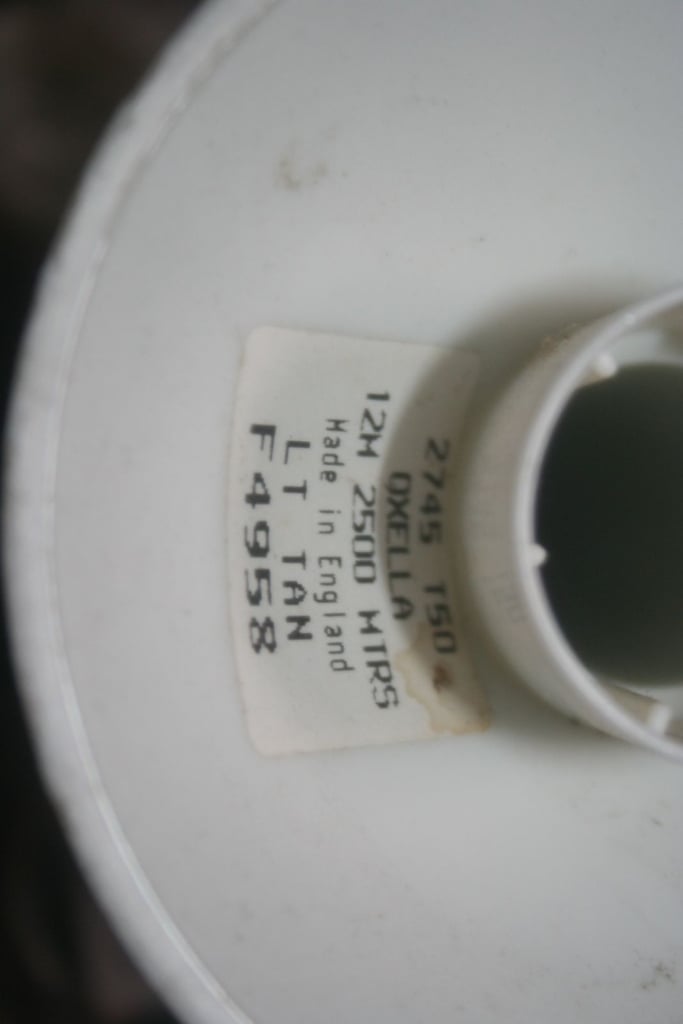 2745 T50
OXELLA
12M 2500 MTRS
Made in England
LT TAN
F4958